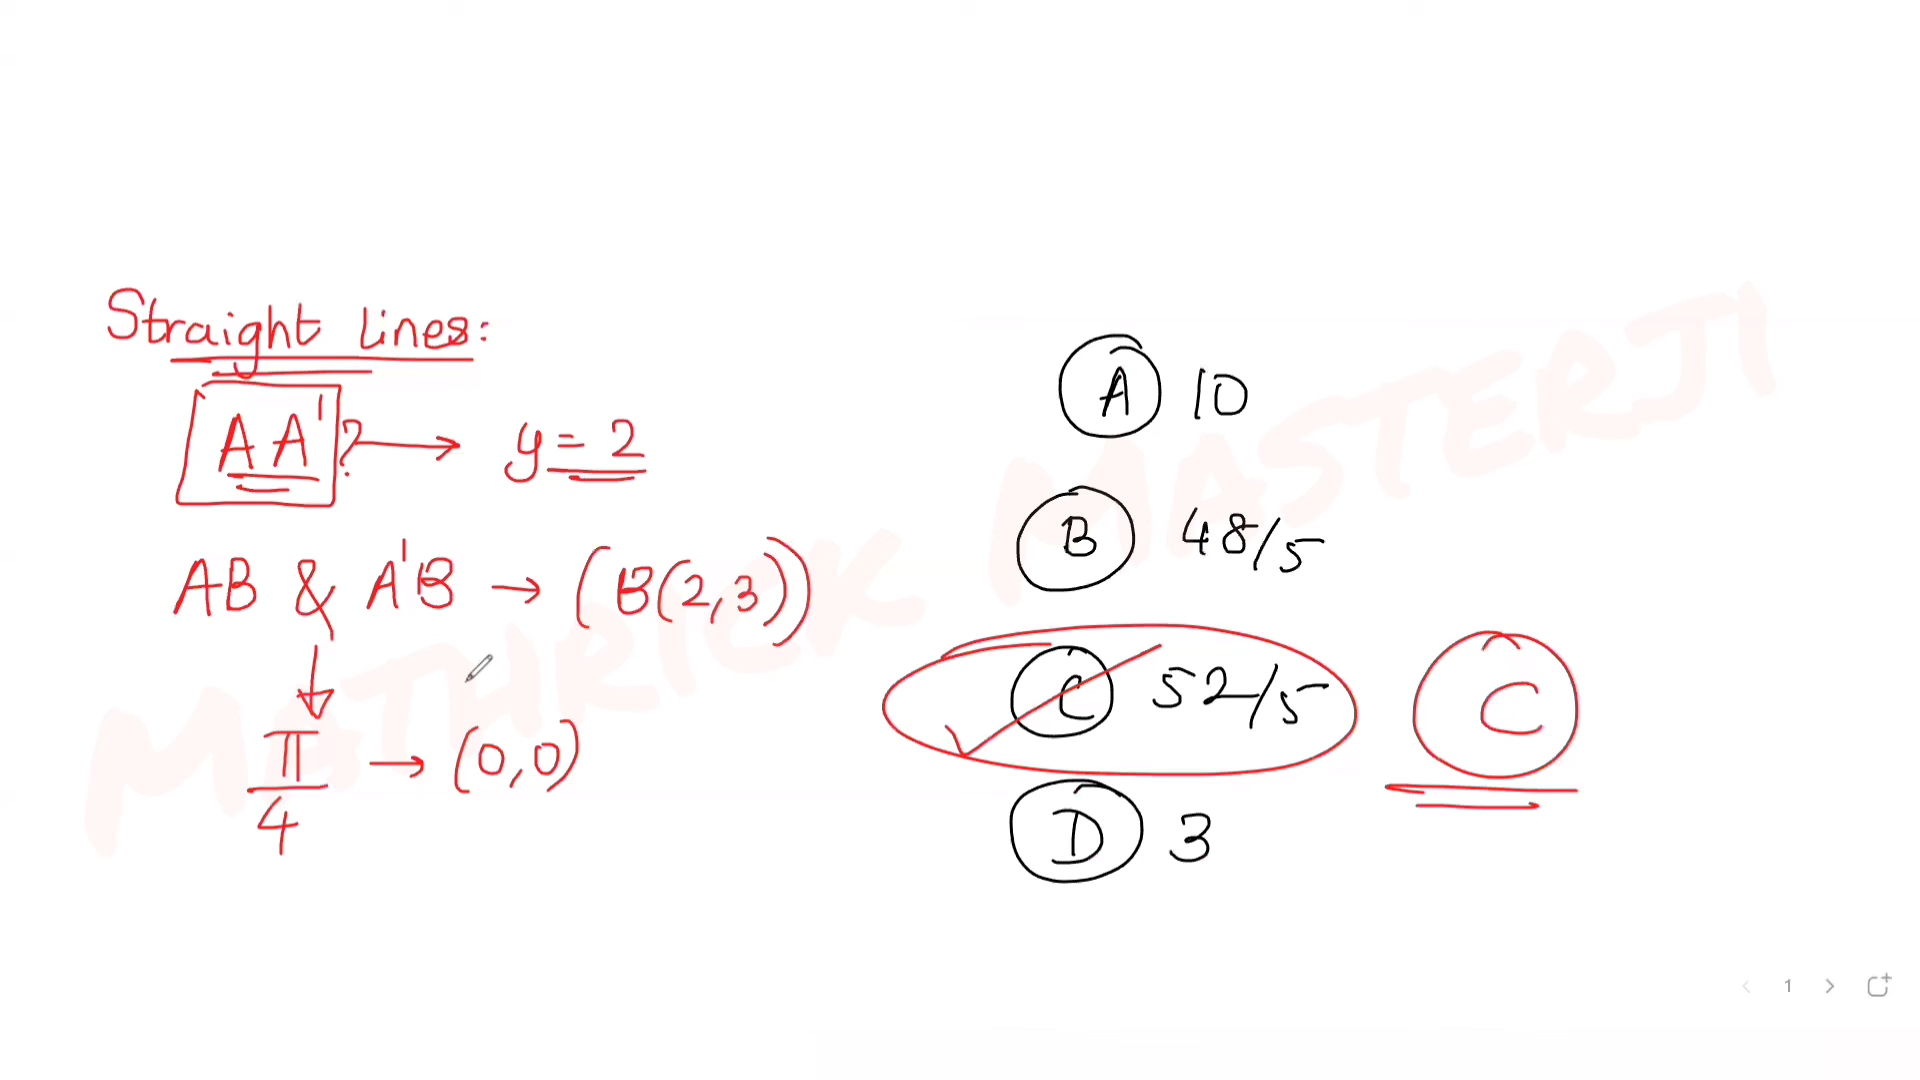 Straight lines:
AA'? → y = 2
AB & A'B → (B(2,3))
↓
π/4 → (0,0)
A 10
B 48/5
C 52/5 C
D 3
MATHRICK MASTERJI
1